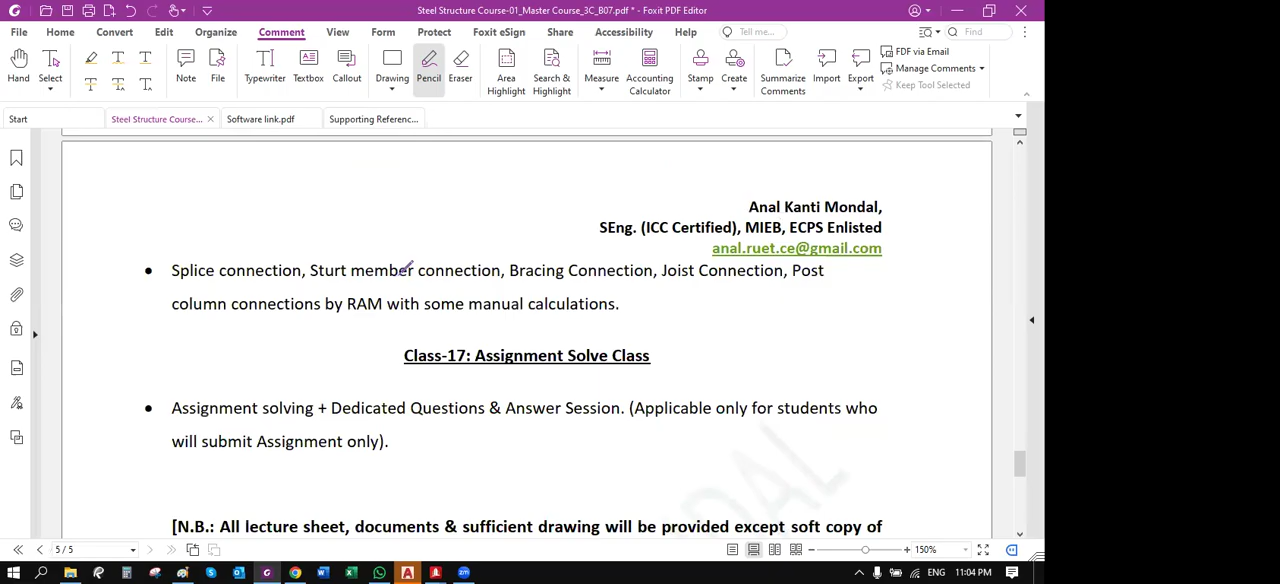 Steel Structure Course-01_Master Course_3C_B07.pdf * - Foxit PDF Editor
File Home Convert Edit Organize Comment View Form Protect Foxit eSign Share Accessibility Help Tell me... Find
Hand Select Note File Typewriter Textbox Callout Drawing Pencil Eraser Area Highlight Search & Highlight Measure Accounting Calculator Stamp Create Summarize Comments Import Export
FDF via Email
Manage Comments
Keep Tool Selected
Start Steel Structure Course... Software link.pdf Supporting Referenc...
Anal Kanti Mondal,
SEng. (ICC Certified), MIEB, ECPS Enlisted
anal.ruet.ce@gmail.com
• Splice connection, Sturt member connection, Bracing Connection, Joist Connection, Post
column connections by RAM with some manual calculations.
Class-17: Assignment Solve Class
• Assignment solving + Dedicated Questions & Answer Session. (Applicable only for students who
will submit Assignment only).
DAL
[N.B.: All lecture sheet, documents & sufficient drawing will be provided except soft copy of
5 / 5 150%
ENG 11:04 PM